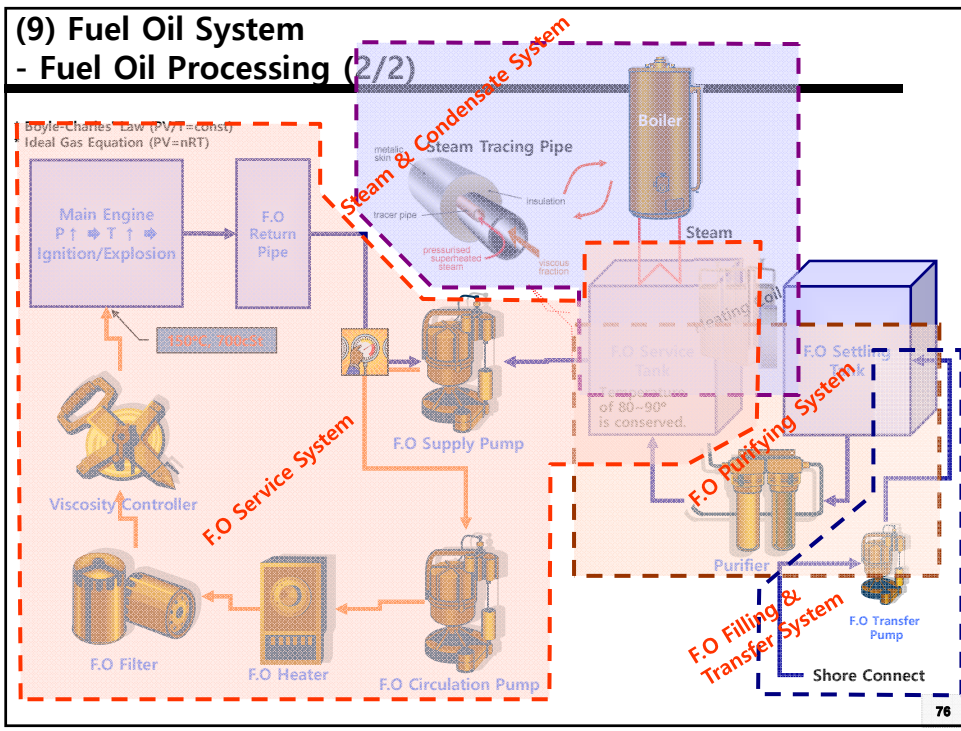 (9) Fuel Oil System
- Fuel Oil Processing (2/2)
* Boyle-Charles' Law (PV/T=const)
* Ideal Gas Equation (PV=nRT)
Steam & Condensate System
Steam Tracing Pipe
metalic
skin
insulation
tracer pipe
pressurised
superheated
steam
viscous
fraction
Boiler
Steam
Heating Coil
Main Engine
P ↑ ➡ T ↑ ➡
Ignition/Explosion
F.O
Return
Pipe
F.O Service
Tank
Temperature
of 80~90°
is conserved.
F.O Settling
Tank
F.O Supply Pump
F.O Service System
F.O Purifying System
Viscosity Controller
Purifier
F.O Filling &
Transfer System
F.O Transfer
Pump
F.O Filter
F.O Heater
F.O Circulation Pump
Shore Connect
76